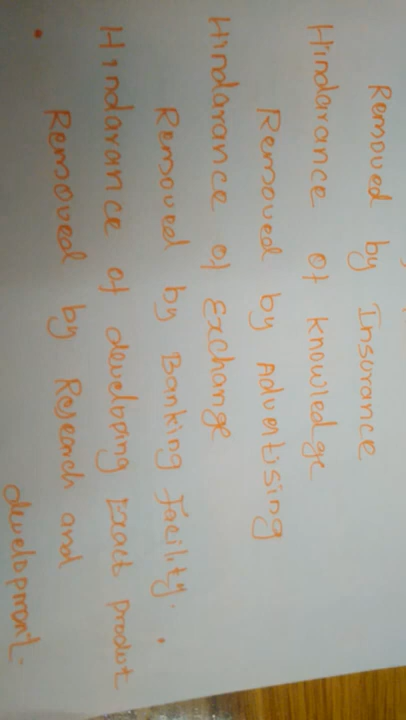 Removed by Insurance
Hindarance of knowledge
Removed by Advertising
Hindarance of Exchange
Removed by Banking facility.
Hindarance of developing Exact produt
Removed by Research and
development.